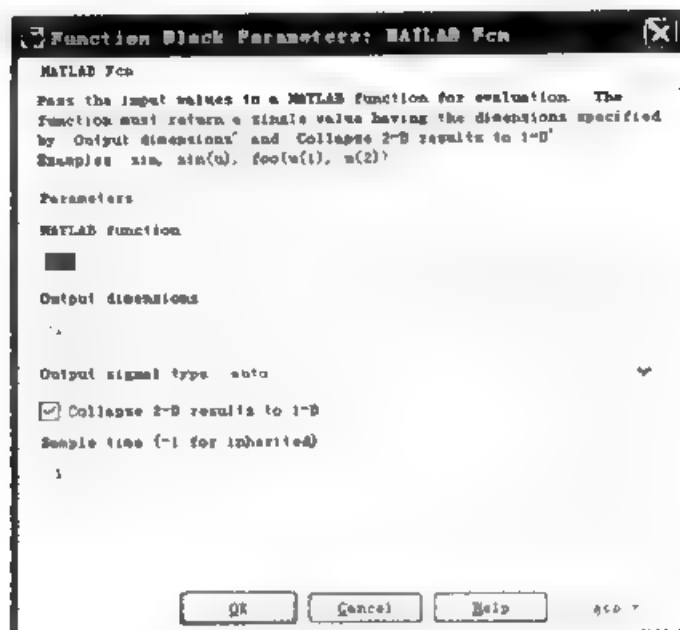 Function Block Parameters: MATLAB Fcn
MATLAB Fcn
Pass the input values to a MATLAB function for evaluation. The
function must return a single value having the dimensions specified
by 'Output dimensions' and 'Collapse 2-D results to 1-D'
Examples: sin, sin(u), foo(u(1), u(2))
Parameters
MATLAB function
Output dimensions
Output signal type auto
Collapse 2-D results to 1-D
Sample time (-1 for inherited)
OK Cancel Help